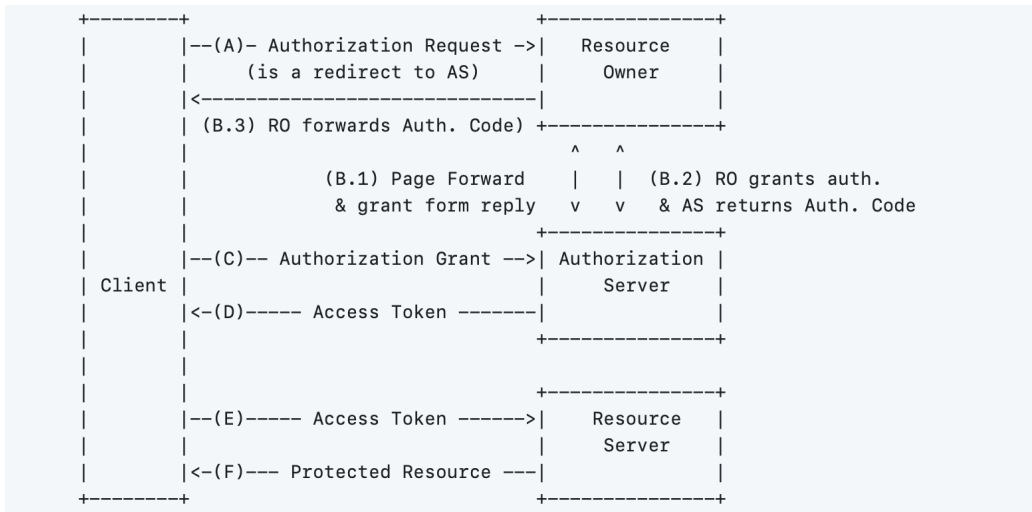 (A) Authorization Request Resource
(is a redirect to AS) Owner
(B.3) RO forwards Auth. Code)
(B.1) Page Forward (B.2) RO grants auth.
& grant form reply & AS returns Auth. Code
(C) Authorization Grant Authorization
Client Server
(D) Access Token
(E) Access Token Resource
Server
(F) Protected Resource